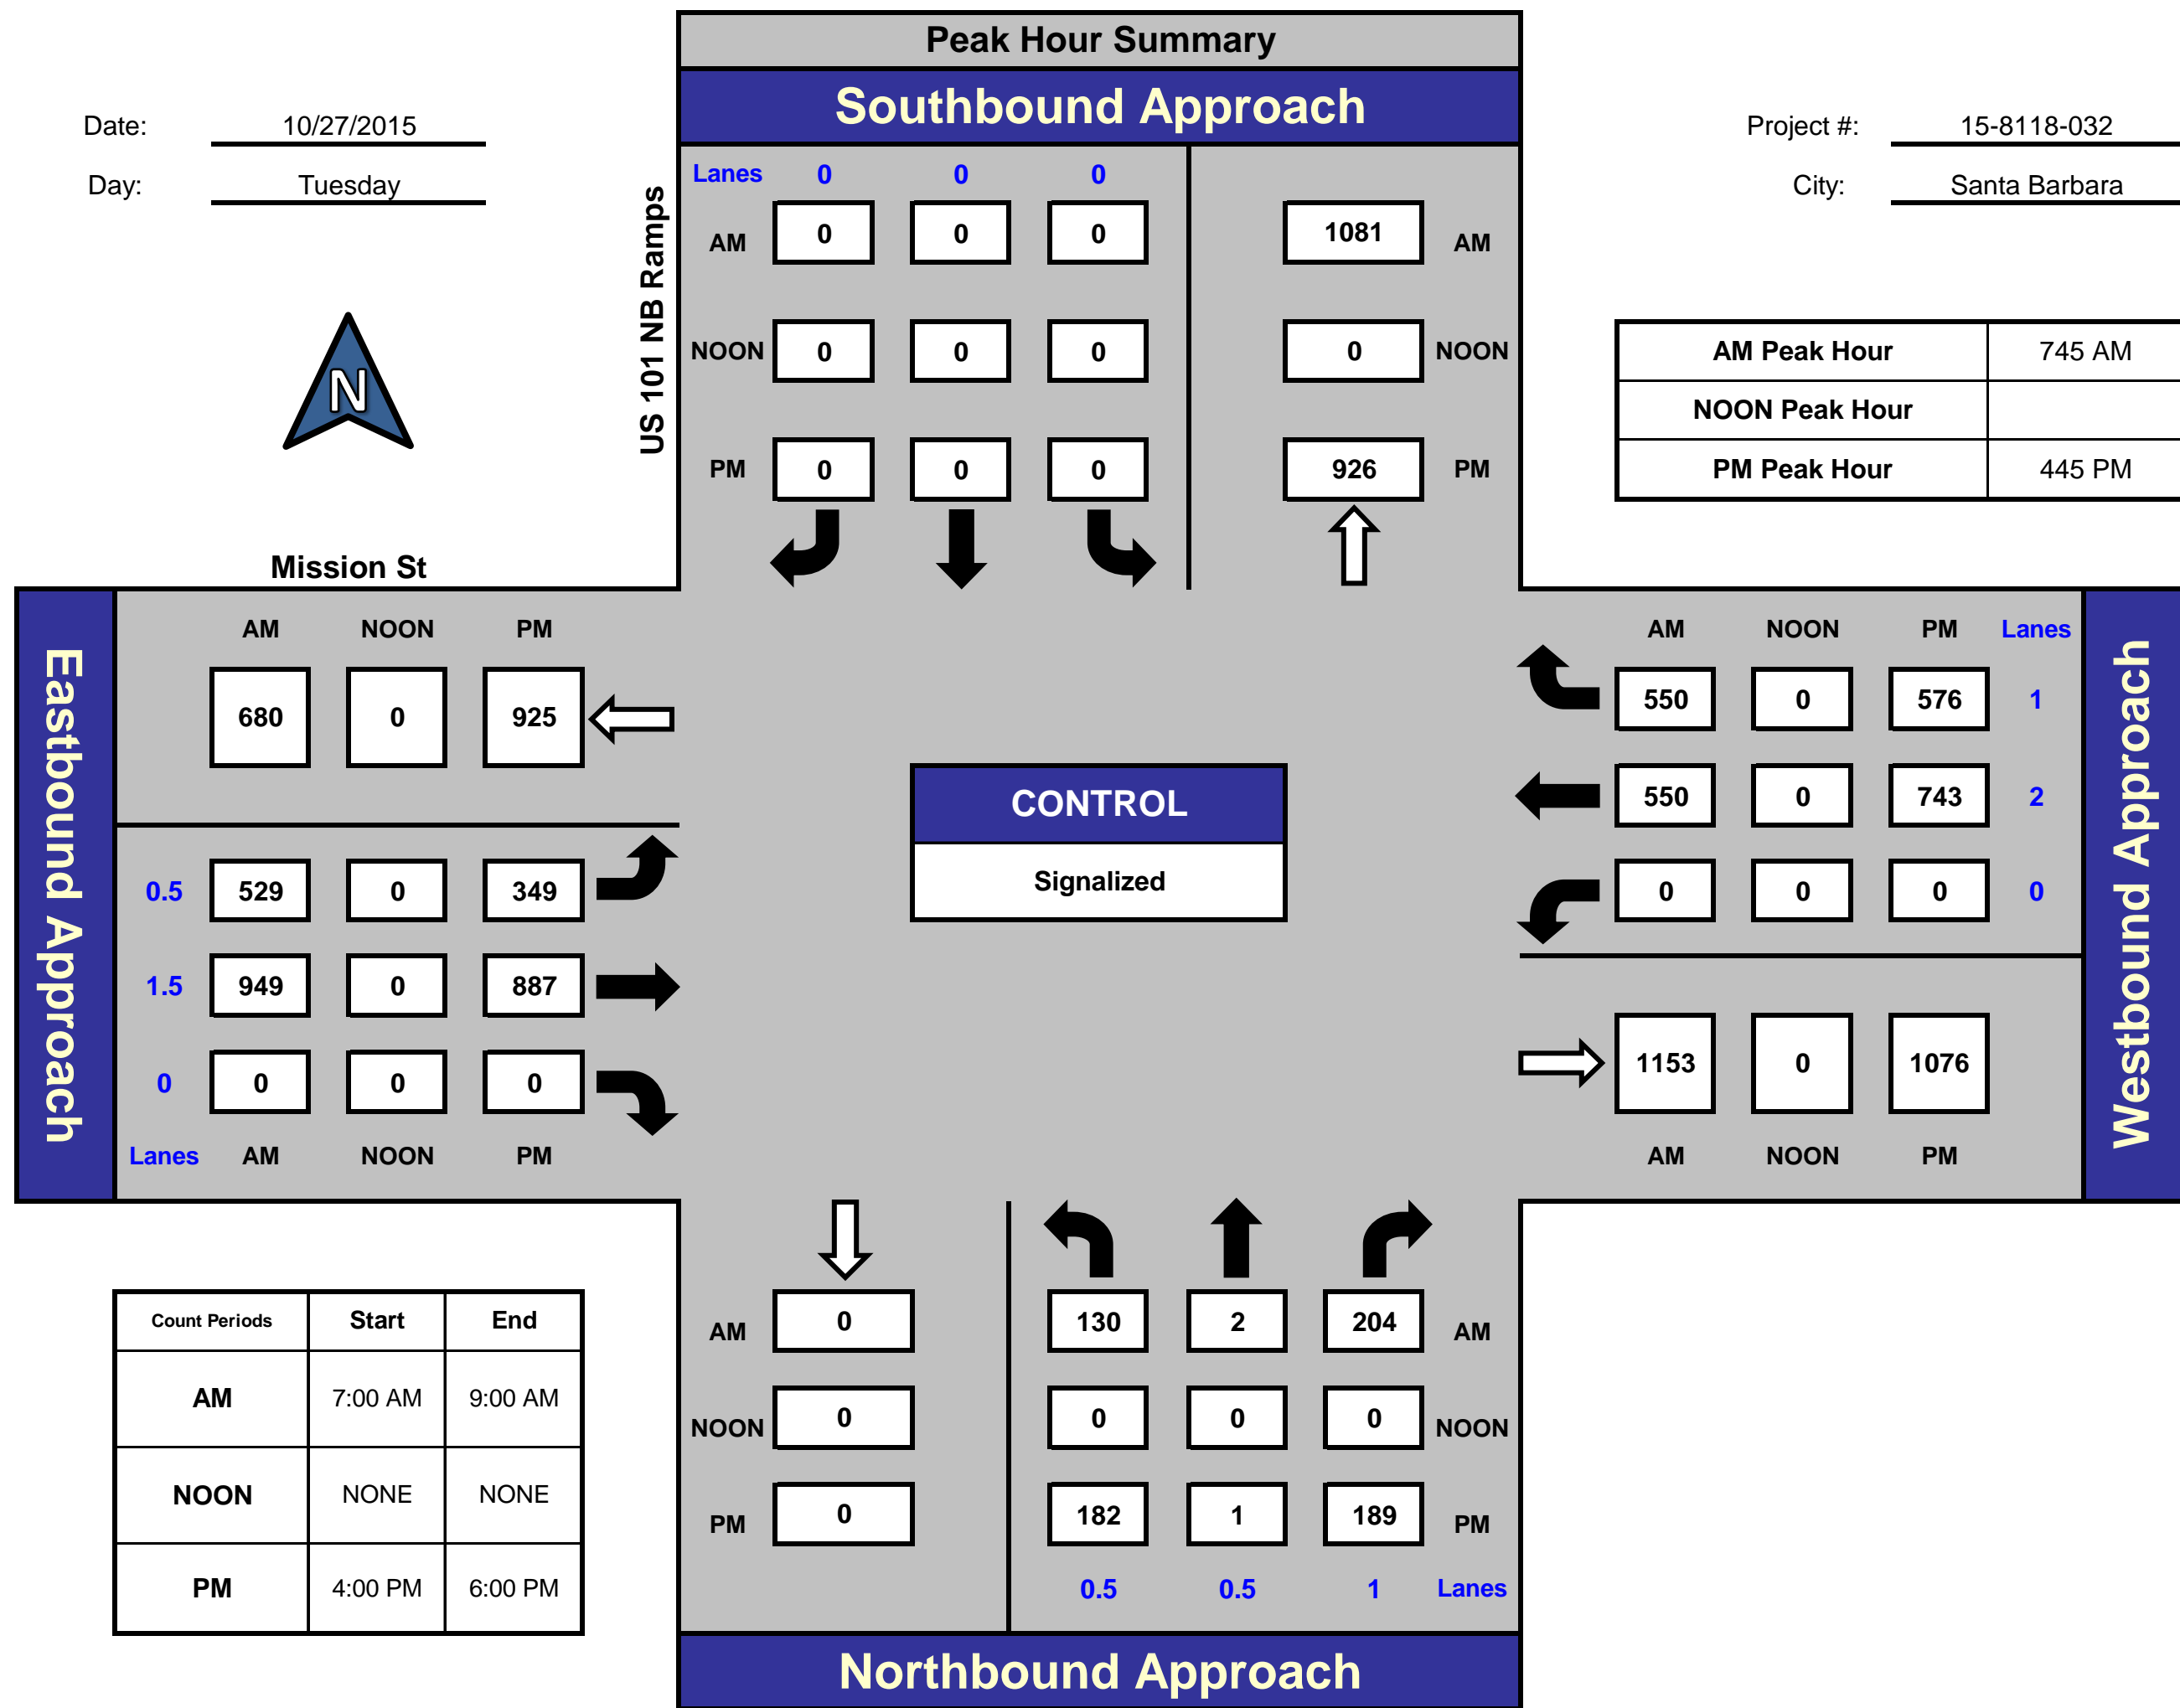 Peak Hour Summary
Southbound Approach
Date: 10/27/2015
Project #: 15-8118-032
Day: Tuesday
City: Santa Barbara
US 101 NB Ramps
Lanes 0 0 0
AM 0 0 0 1081 AM
NOON 0 0 0 0 NOON
PM 0 0 0 926 PM
N
AM Peak Hour 745 AM
NOON Peak Hour
PM Peak Hour 445 PM
Mission St
Eastbound Approach
AM NOON PM
680 0 925
0.5 529 0 349
1.5 949 0 887
0 0 0 0
Lanes AM NOON PM
CONTROL
Signalized
AM NOON PM Lanes
550 0 576 1
550 0 743 2
0 0 0 0
1153 0 1076
AM NOON PM
Westbound Approach
Count Periods Start End
AM 7:00 AM 9:00 AM
NOON NONE NONE
PM 4:00 PM 6:00 PM
AM 0 130 2 204 AM
NOON 0 0 0 0 NOON
PM 0 182 1 189 PM
0.5 0.5 1 Lanes
Northbound Approach